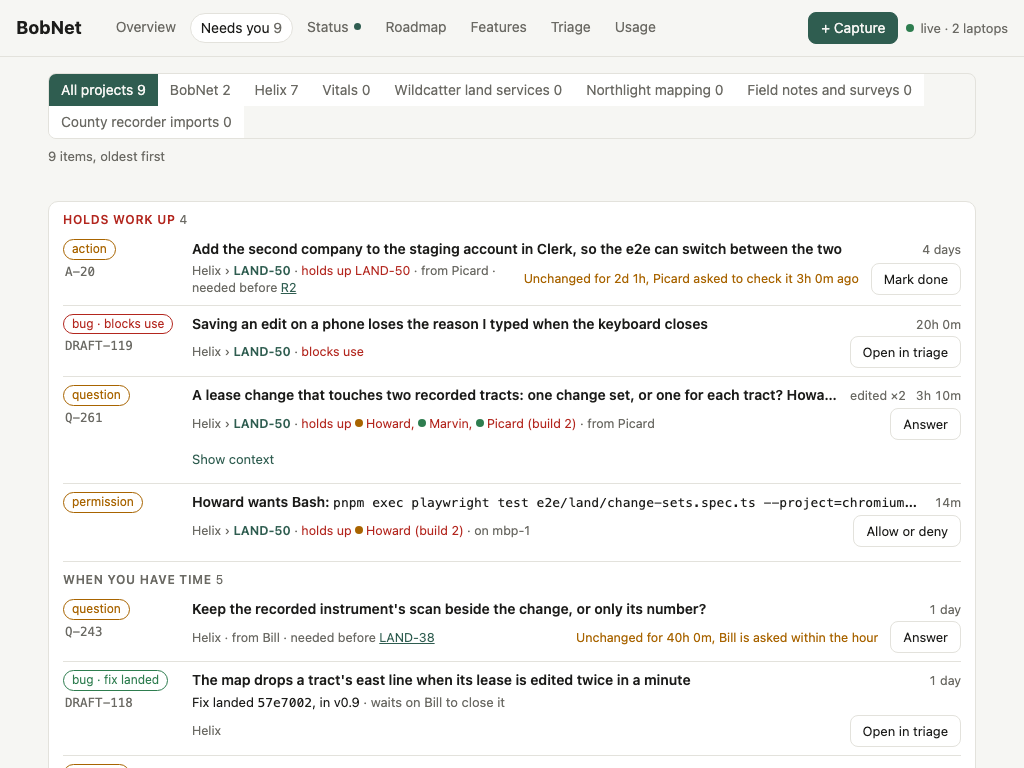 BobNet Overview Needs you 9 Status Roadmap Features Triage Usage + Capture live · 2 laptops
All projects 9 BobNet 2 Helix 7 Vitals 0 Wildcatter land services 0 Northlight mapping 0 Field notes and surveys 0
County recorder imports 0
9 items, oldest first
HOLDS WORK UP 4
action Add the second company to the staging account in Clerk, so the e2e can switch between the two 4 days
A-20 Helix › LAND-50 · holds up LAND-50 · from Picard ·
needed before R2
Unchanged for 2d 1h, Picard asked to check it 3h 0m ago Mark done
bug · blocks use Saving an edit on a phone loses the reason I typed when the keyboard closes 20h 0m
DRAFT-119 Helix › LAND-50 · blocks use Open in triage
question A lease change that touches two recorded tracts: one change set, or one for each tract? Howa... edited ×2 3h 10m
Q-261 Helix › LAND-50 · holds up Howard, Marvin, Picard (build 2) · from Picard Answer
Show context
permission Howard wants Bash: pnpm exec playwright test e2e/land/change-sets.spec.ts --project=chromium... 14m
Helix › LAND-50 · holds up Howard (build 2) · on mbp-1 Allow or deny
WHEN YOU HAVE TIME 5
question Keep the recorded instrument's scan beside the change, or only its number? 1 day
Q-243 Helix · from Bill · needed before LAND-38 Unchanged for 40h 0m, Bill is asked within the hour Answer
bug · fix landed The map drops a tract's east line when its lease is edited twice in a minute 1 day
DRAFT-118 Fix landed 57e7002, in v0.9 · waits on Bill to close it
Helix Open in triage